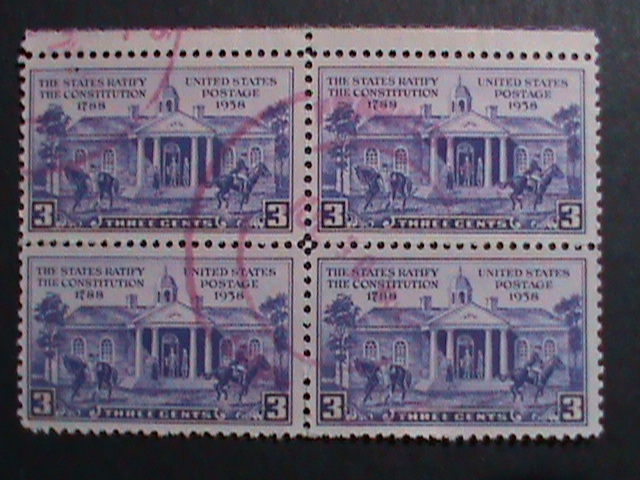 THE STATES RATIFY
THE CONSTITUTION
1788
UNITED STATES
POSTAGE
1938
3 THREE CENTS 3
THE STATES RATIFY
THE CONSTITUTION
1788
UNITED STATES
POSTAGE
1938
3 THREE CENTS 3
THE STATES RATIFY
THE CONSTITUTION
1788
UNITED STATES
POSTAGE
1938
3 THREE CENTS 3
THE STATES RATIFY
THE CONSTITUTION
1788
UNITED STATES
POSTAGE
1938
3 THREE CENTS 3